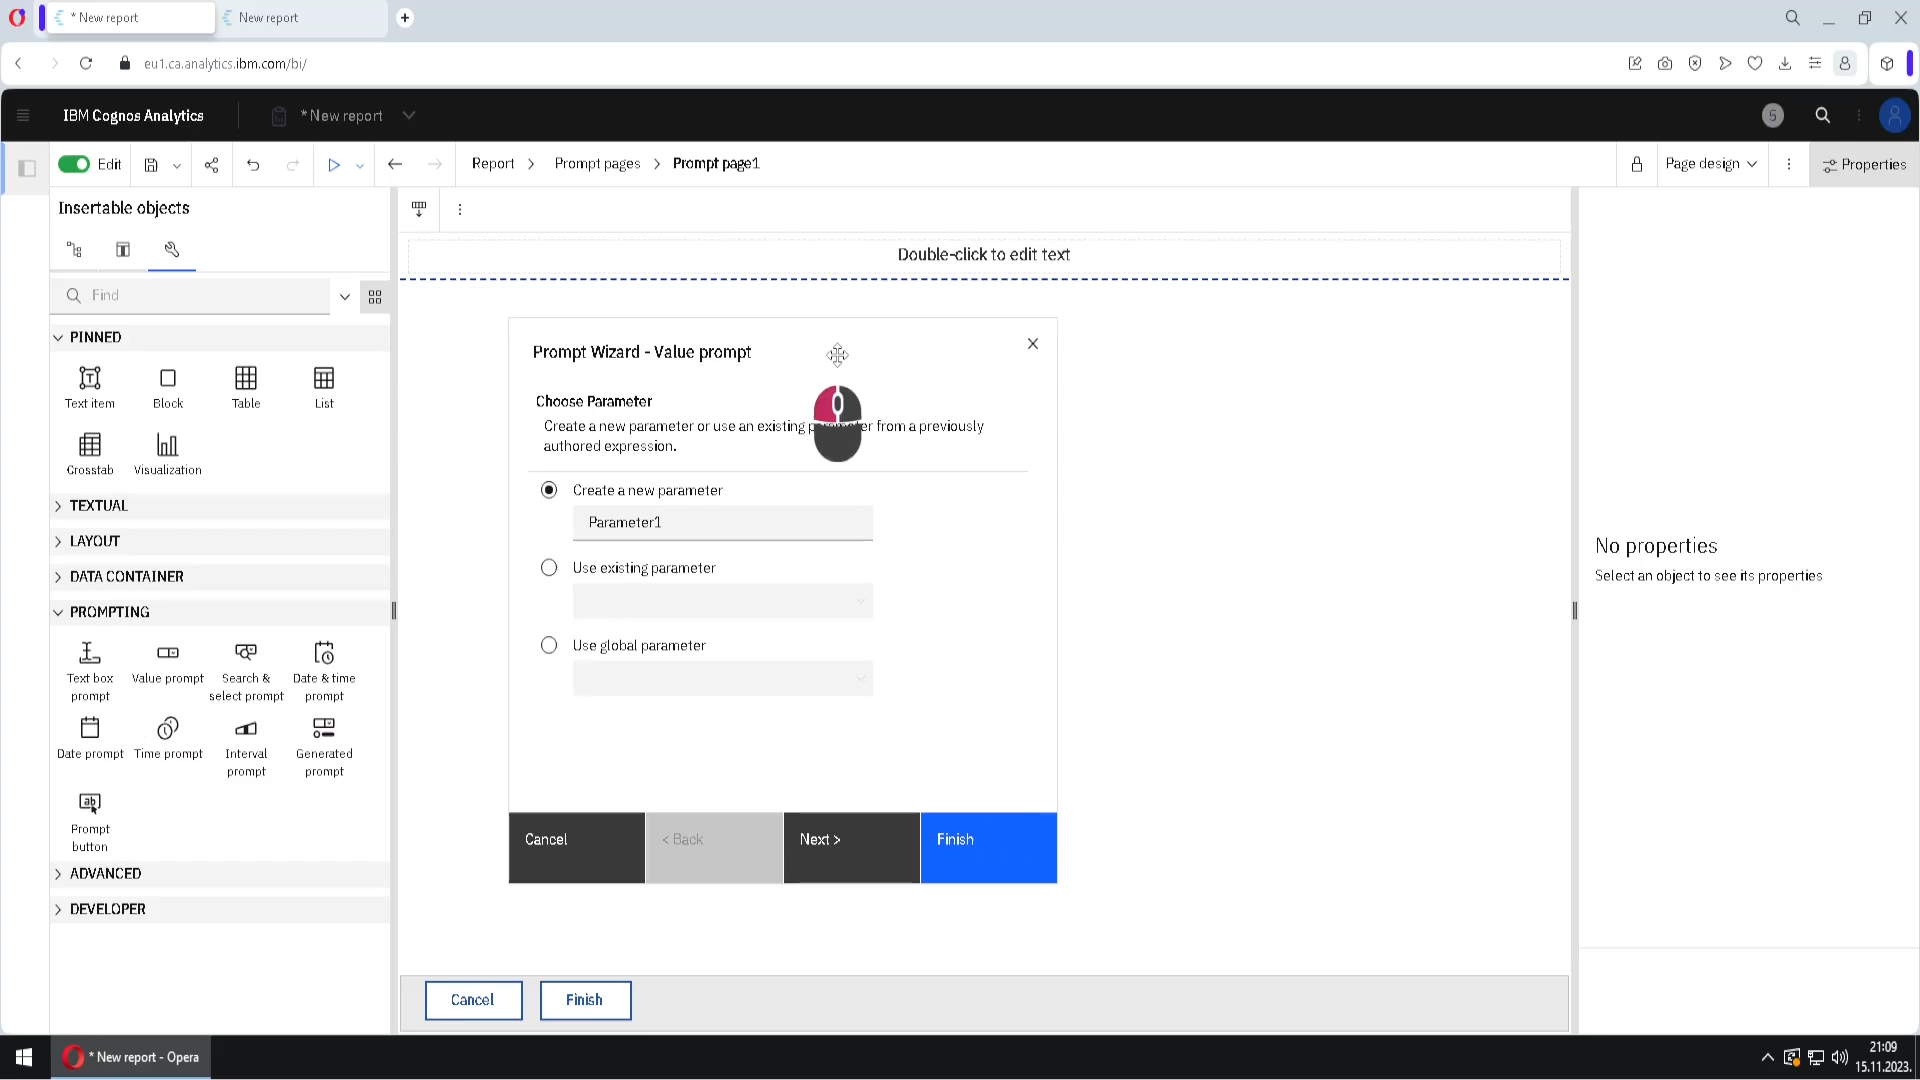 * New report
New report
eu1.ca.analytics.ibm.com/bi/
IBM Cognos Analytics
* New report
5
Edit
Report
Prompt pages
Prompt page1
Page design
Properties
Insertable objects
Find
PINNED
Text item
Block
Table
List
Crosstab
Visualization
TEXTUAL
LAYOUT
DATA CONTAINER
PROMPTING
Text box
prompt
Value prompt
Search &
select prompt
Date & time
prompt
Date prompt
Time prompt
Interval
prompt
Generated
prompt
Prompt
button
ADVANCED
DEVELOPER
Double-click to edit text
Prompt Wizard - Value prompt
Choose Parameter
Create a new parameter or use an existing from a previously
authored expression.
Create a new parameter
Parameter1
Use existing parameter
Use global parameter
Cancel
< Back
Next >
Finish
No properties
Select an object to see its properties
Cancel
Finish
* New report - Opera
21:09
15.11.2023.